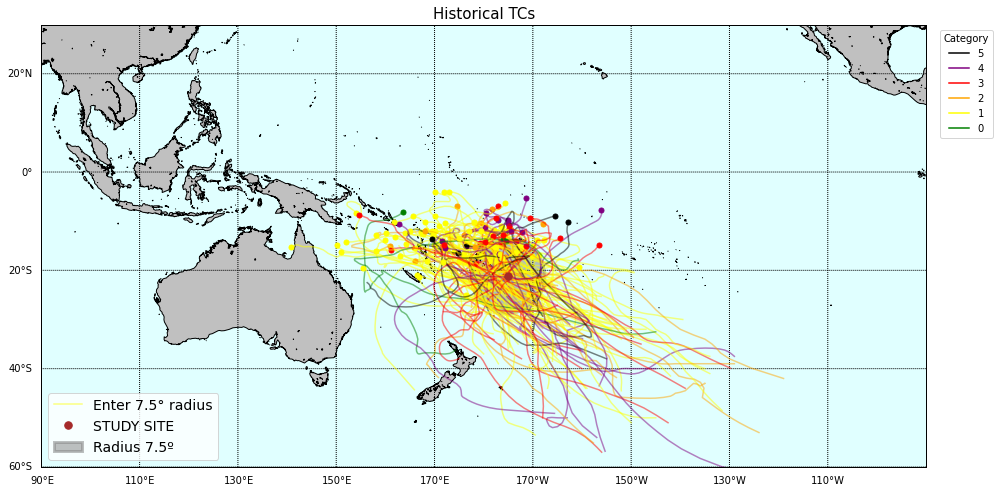 Historical TCs
Category
5
4
3
2
1
0
20°N
0°
20°S
40°S
60°S
Enter 7.5° radius
STUDY SITE
Radius 7.5º
90°E 110°E 130°E 150°E 170°E 170°W 150°W 130°W 110°W